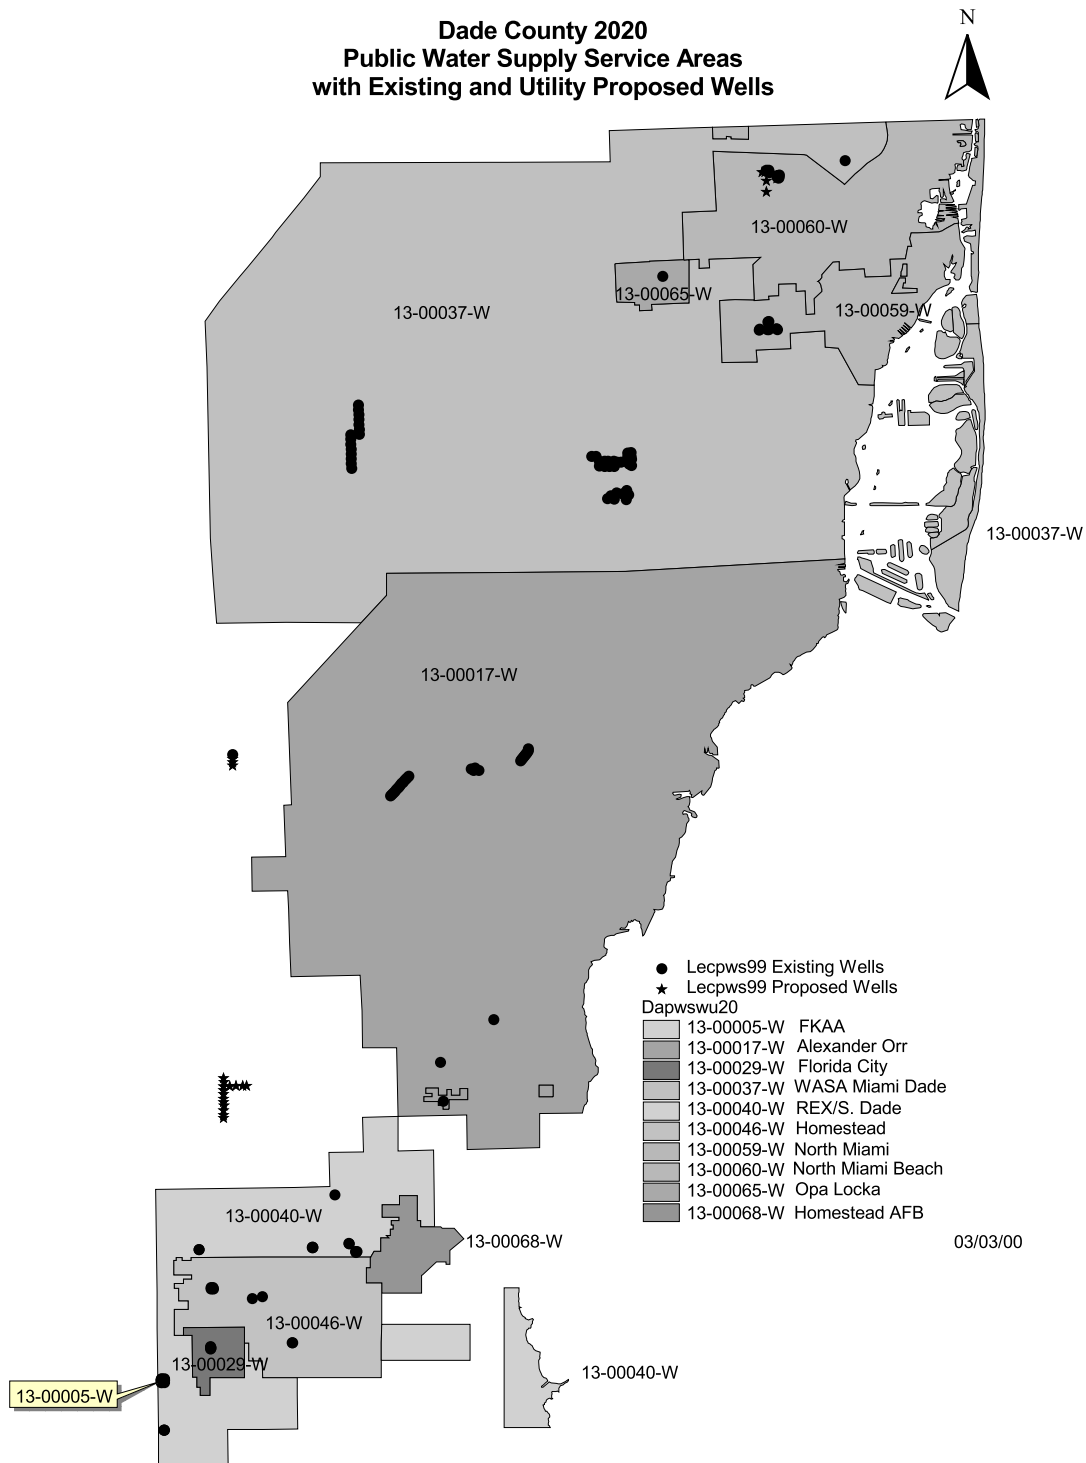 Dade County 2020
Public Water Supply Service Areas
with Existing and Utility Proposed Wells
N
13-00060-W
13-00065-W
13-00037-W
13-00059-W
13-00037-W
13-00017-W
Lecpws99 Existing Wells
Lecpws99 Proposed Wells
Dapwswu20
13-00005-W FKAA
13-00017-W Alexander Orr
13-00029-W Florida City
13-00037-W WASA Miami Dade
13-00040-W REX/S. Dade
13-00046-W Homestead
13-00059-W North Miami
13-00060-W North Miami Beach
13-00065-W Opa Locka
13-00068-W Homestead AFB
13-00040-W
13-00068-W
03/03/00
13-00046-W
13-00029-W
13-00040-W
13-00005-W